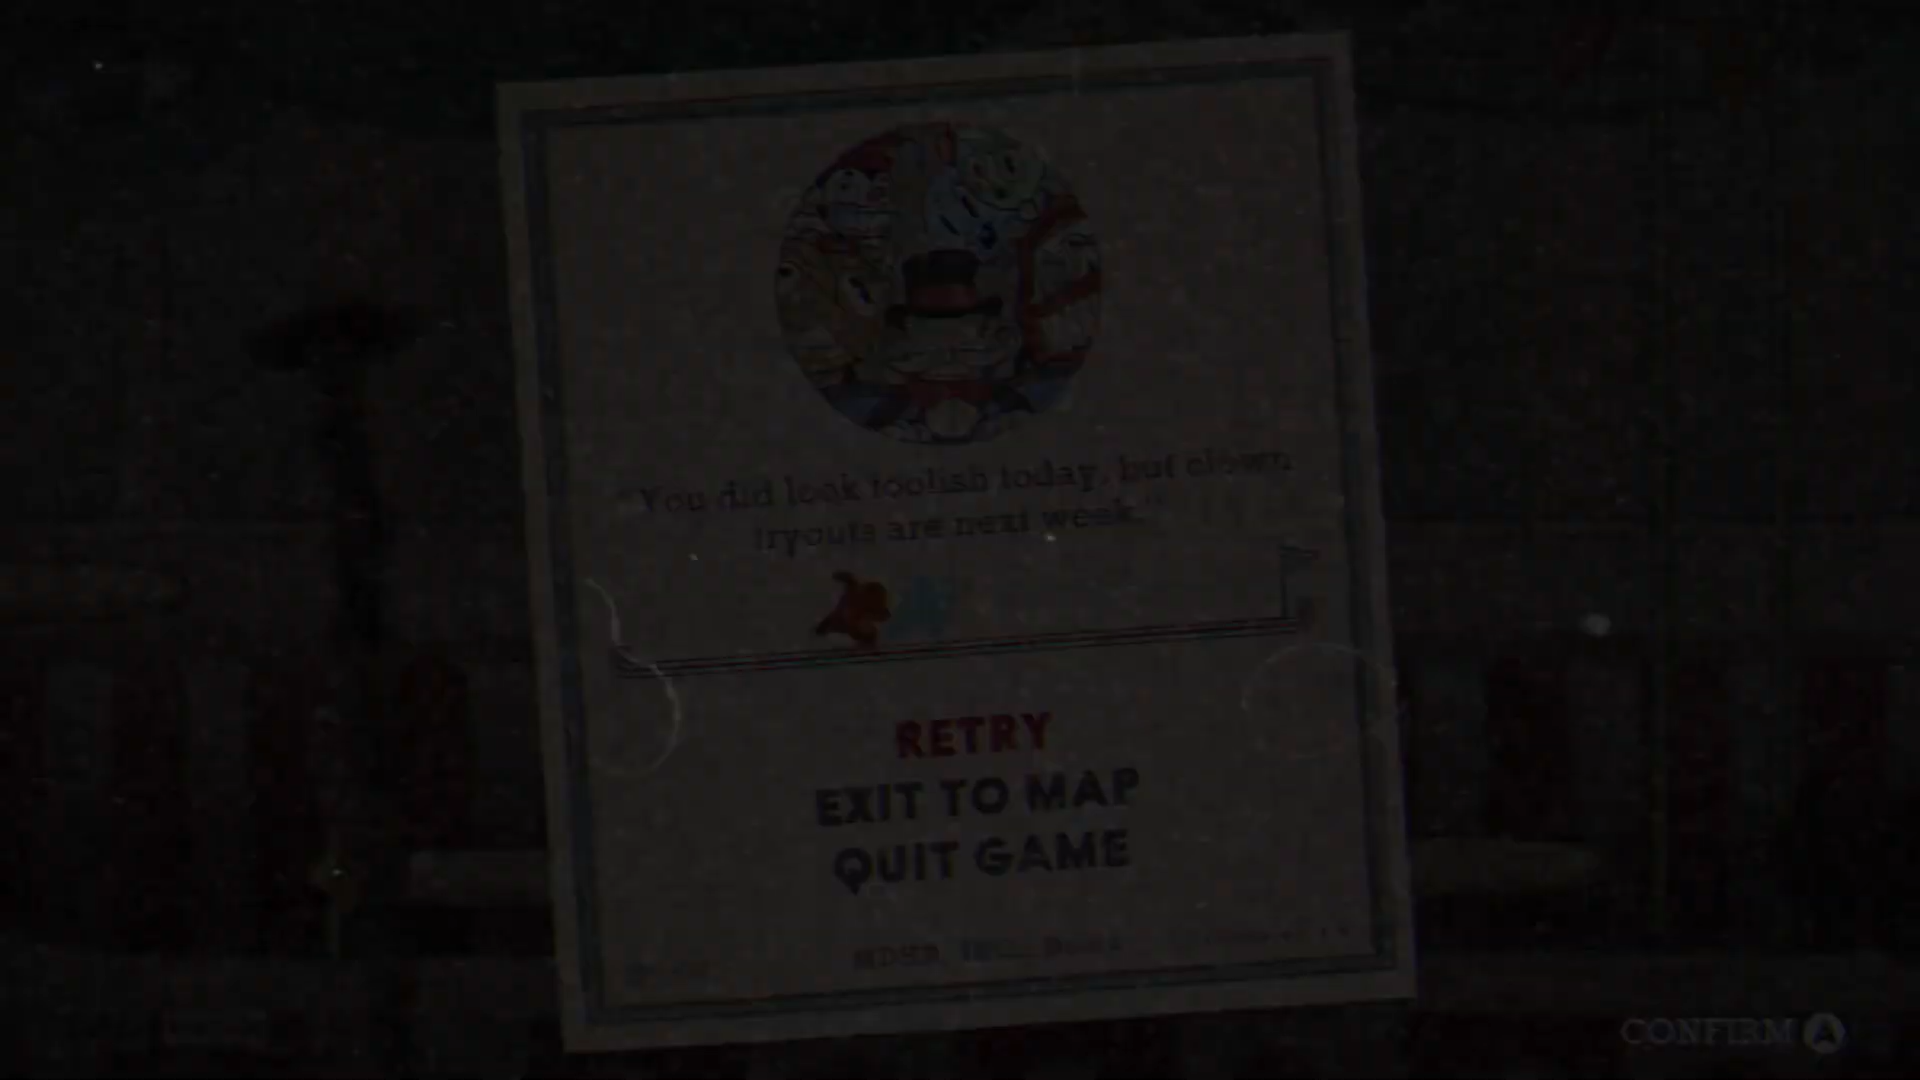 "You did look foolish today, but clown
tryouts are next week."
RETRY
EXIT TO MAP
QUIT GAME
CONFIRM A